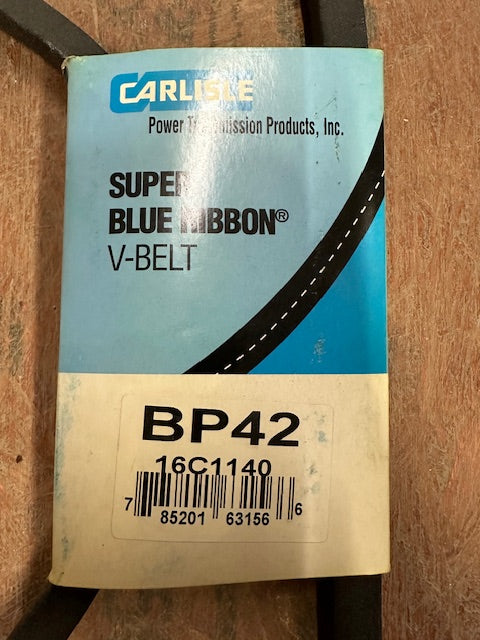 CARLISLE
Power Transmission Products, Inc.
SUPER
BLUE RIBBON®
V-BELT
BP42
16C1140
7 85201 63156 6